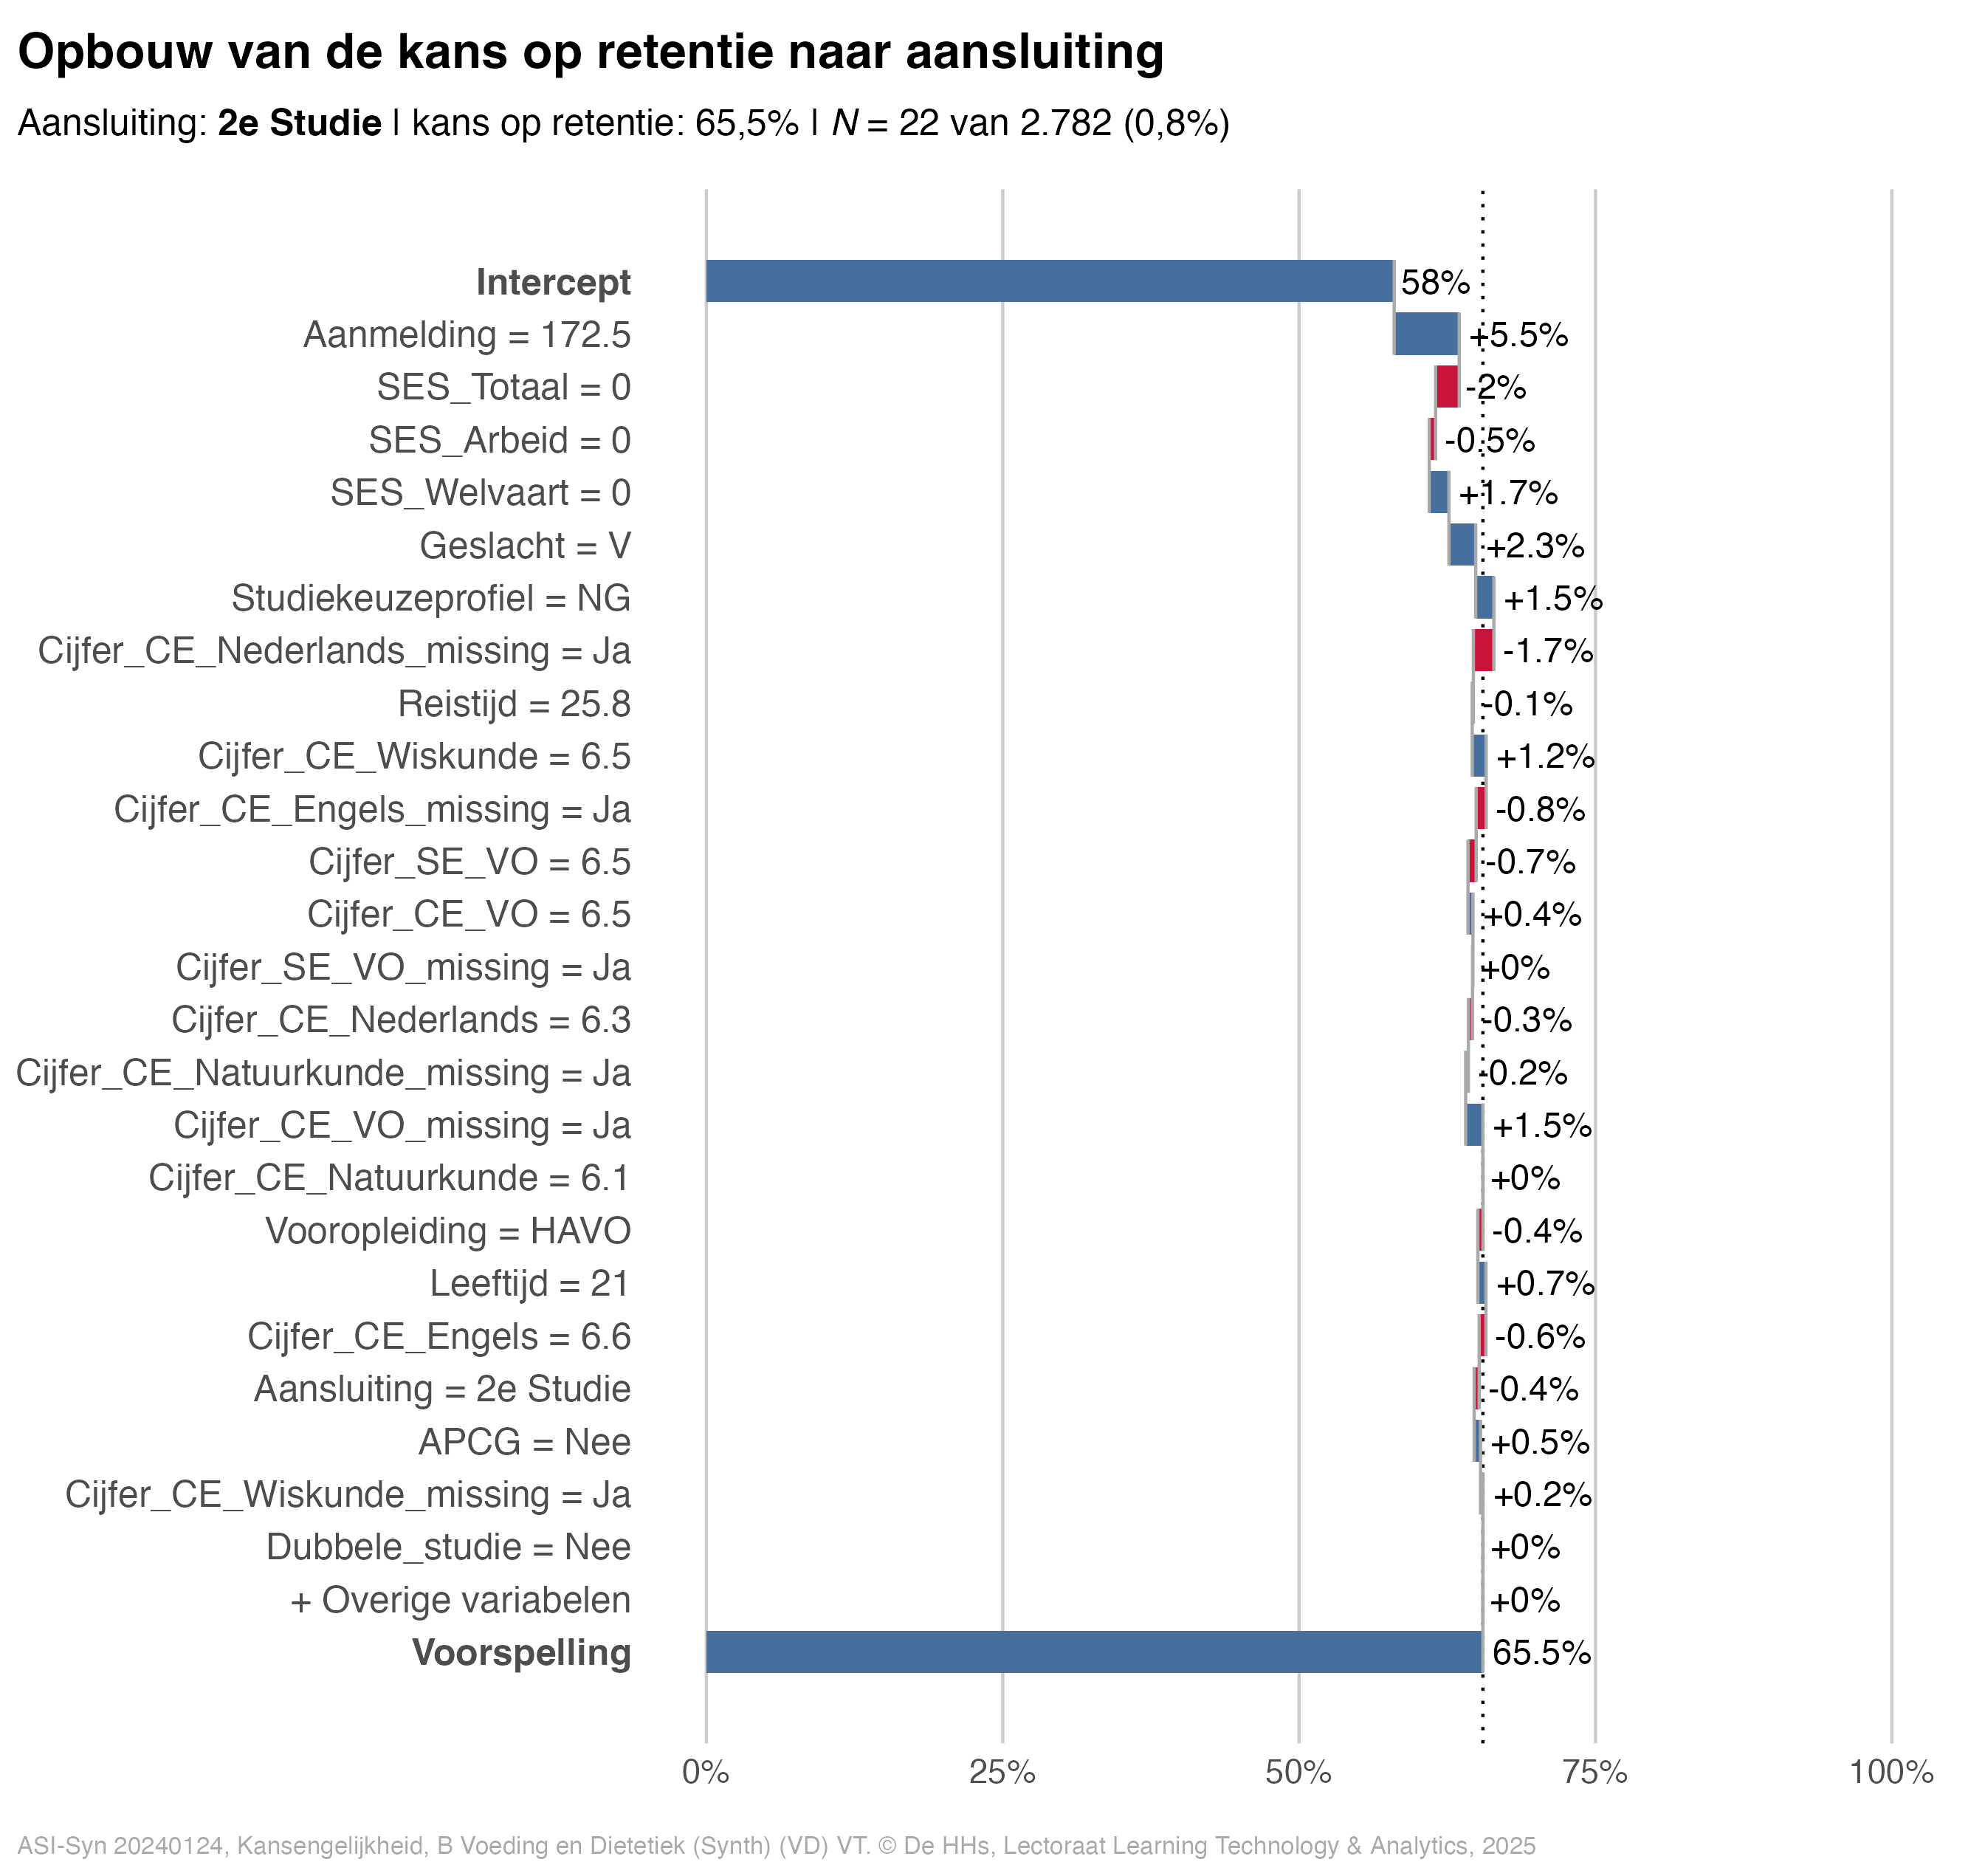 Opbouw van de kans op retentie naar aansluiting
Aansluiting: 2e Studie | kans op retentie: 65,5% | N = 22 van 2.782 (0,8%)
Intercept 58%
Aanmelding = 172.5 +5.5%
SES_Totaal = 0 -2%
SES_Arbeid = 0 -0.5%
SES_Welvaart = 0 +1.7%
Geslacht = V +2.3%
Studiekeuzeprofiel = NG +1.5%
Cijfer_CE_Nederlands_missing = Ja -1.7%
Reistijd = 25.8 -0.1%
Cijfer_CE_Wiskunde = 6.5 +1.2%
Cijfer_CE_Engels_missing = Ja -0.8%
Cijfer_SE_VO = 6.5 -0.7%
Cijfer_CE_VO = 6.5 +0.4%
Cijfer_SE_VO_missing = Ja +0%
Cijfer_CE_Nederlands = 6.3 -0.3%
Cijfer_CE_Natuurkunde_missing = Ja -0.2%
Cijfer_CE_VO_missing = Ja +1.5%
Cijfer_CE_Natuurkunde = 6.1 +0%
Vooropleiding = HAVO -0.4%
Leeftijd = 21 +0.7%
Cijfer_CE_Engels = 6.6 -0.6%
Aansluiting = 2e Studie -0.4%
APCG = Nee +0.5%
Cijfer_CE_Wiskunde_missing = Ja +0.2%
Dubbele_studie = Nee +0%
+ Overige variabelen +0%
Voorspelling 65.5%
0% 25% 50% 75% 100%
ASI-Syn 20240124, Kansengelijkheid, B Voeding en Dietetiek (Synth) (VD) VT. © De HHs, Lectoraat Learning Technology & Analytics, 2025